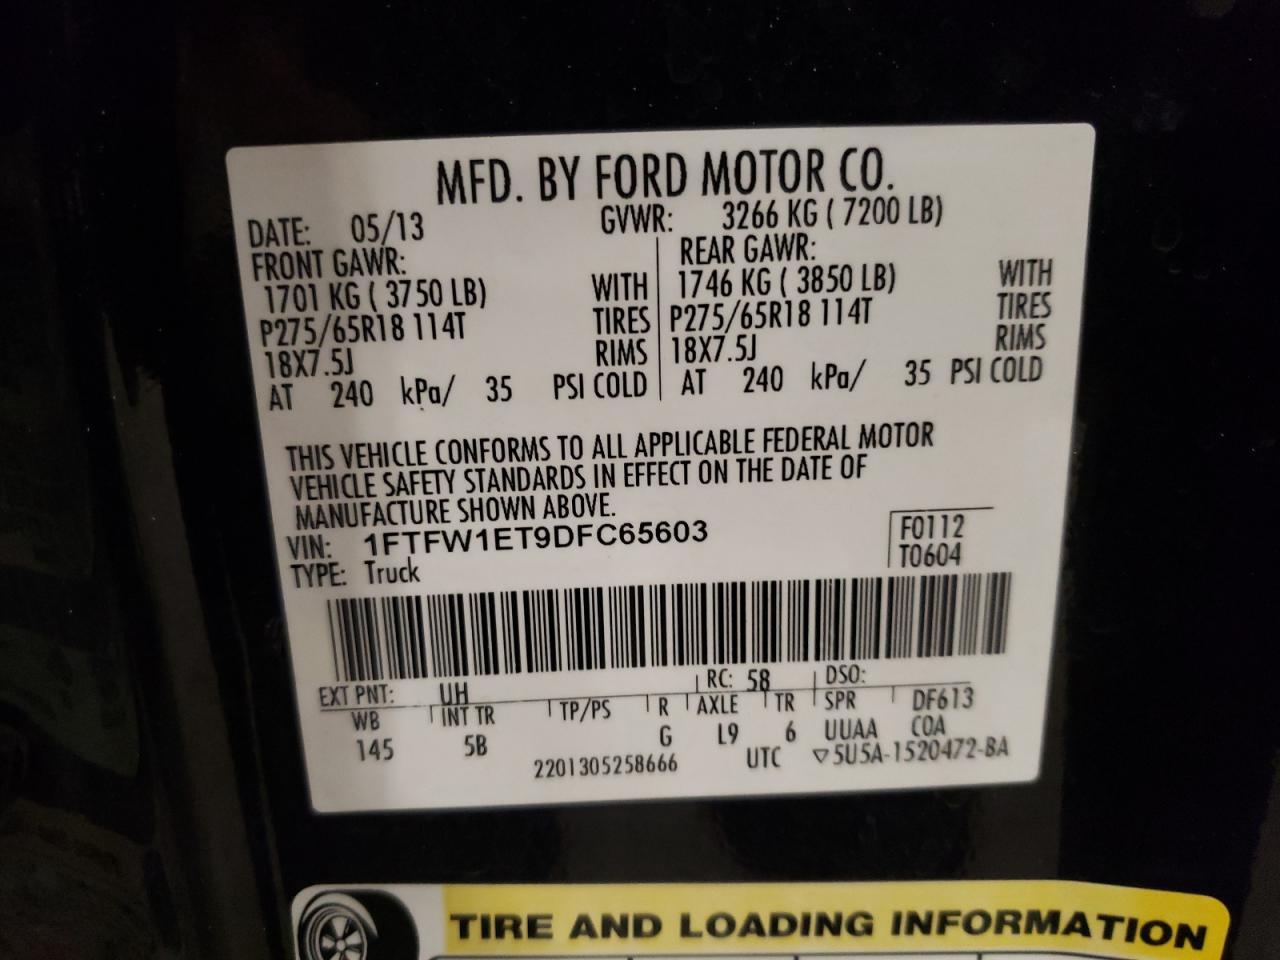 MFD. BY FORD MOTOR CO.
DATE: 05/13 GVWR: 3266 KG ( 7200 LB)
FRONT GAWR: REAR GAWR:
1701 KG ( 3750 LB) WITH 1746 KG ( 3850 LB) WITH
P275/65R18 114T TIRES P275/65R18 114T TIRES
18X7.5J RIMS 18X7.5J RIMS
AT 240 kPa/ 35 PSI COLD AT 240 kPa/ 35 PSI COLD
THIS VEHICLE CONFORMS TO ALL APPLICABLE FEDERAL MOTOR
VEHICLE SAFETY STANDARDS IN EFFECT ON THE DATE OF
MANUFACTURE SHOWN ABOVE.
VIN: 1FTFW1ET9DFC65603 F0112
TYPE: Truck T0604
EXT PNT: UH RC: 58 DSO:
WB INT TR TP/PS R AXLE TR SPR DF613
145 5B G L9 6 UUAA COA
2201305258666 UTC ▽5U5A-1520472-BA
TIRE AND LOADING INFORMATION